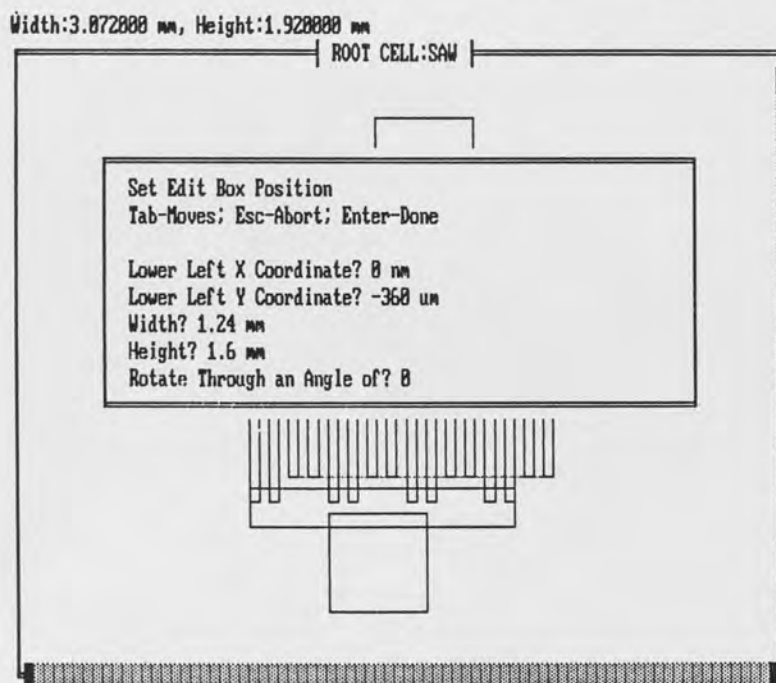 Width:3.072000 mm, Height:1.920000 mm
ROOT CELL:SAW
Set Edit Box Position
Tab-Moves; Esc-Abort; Enter-Done
Lower Left X Coordinate? 0 nm
Lower Left Y Coordinate? -360 um
Width? 1.24 mm
Height? 1.6 mm
Rotate Through an Angle of? 0